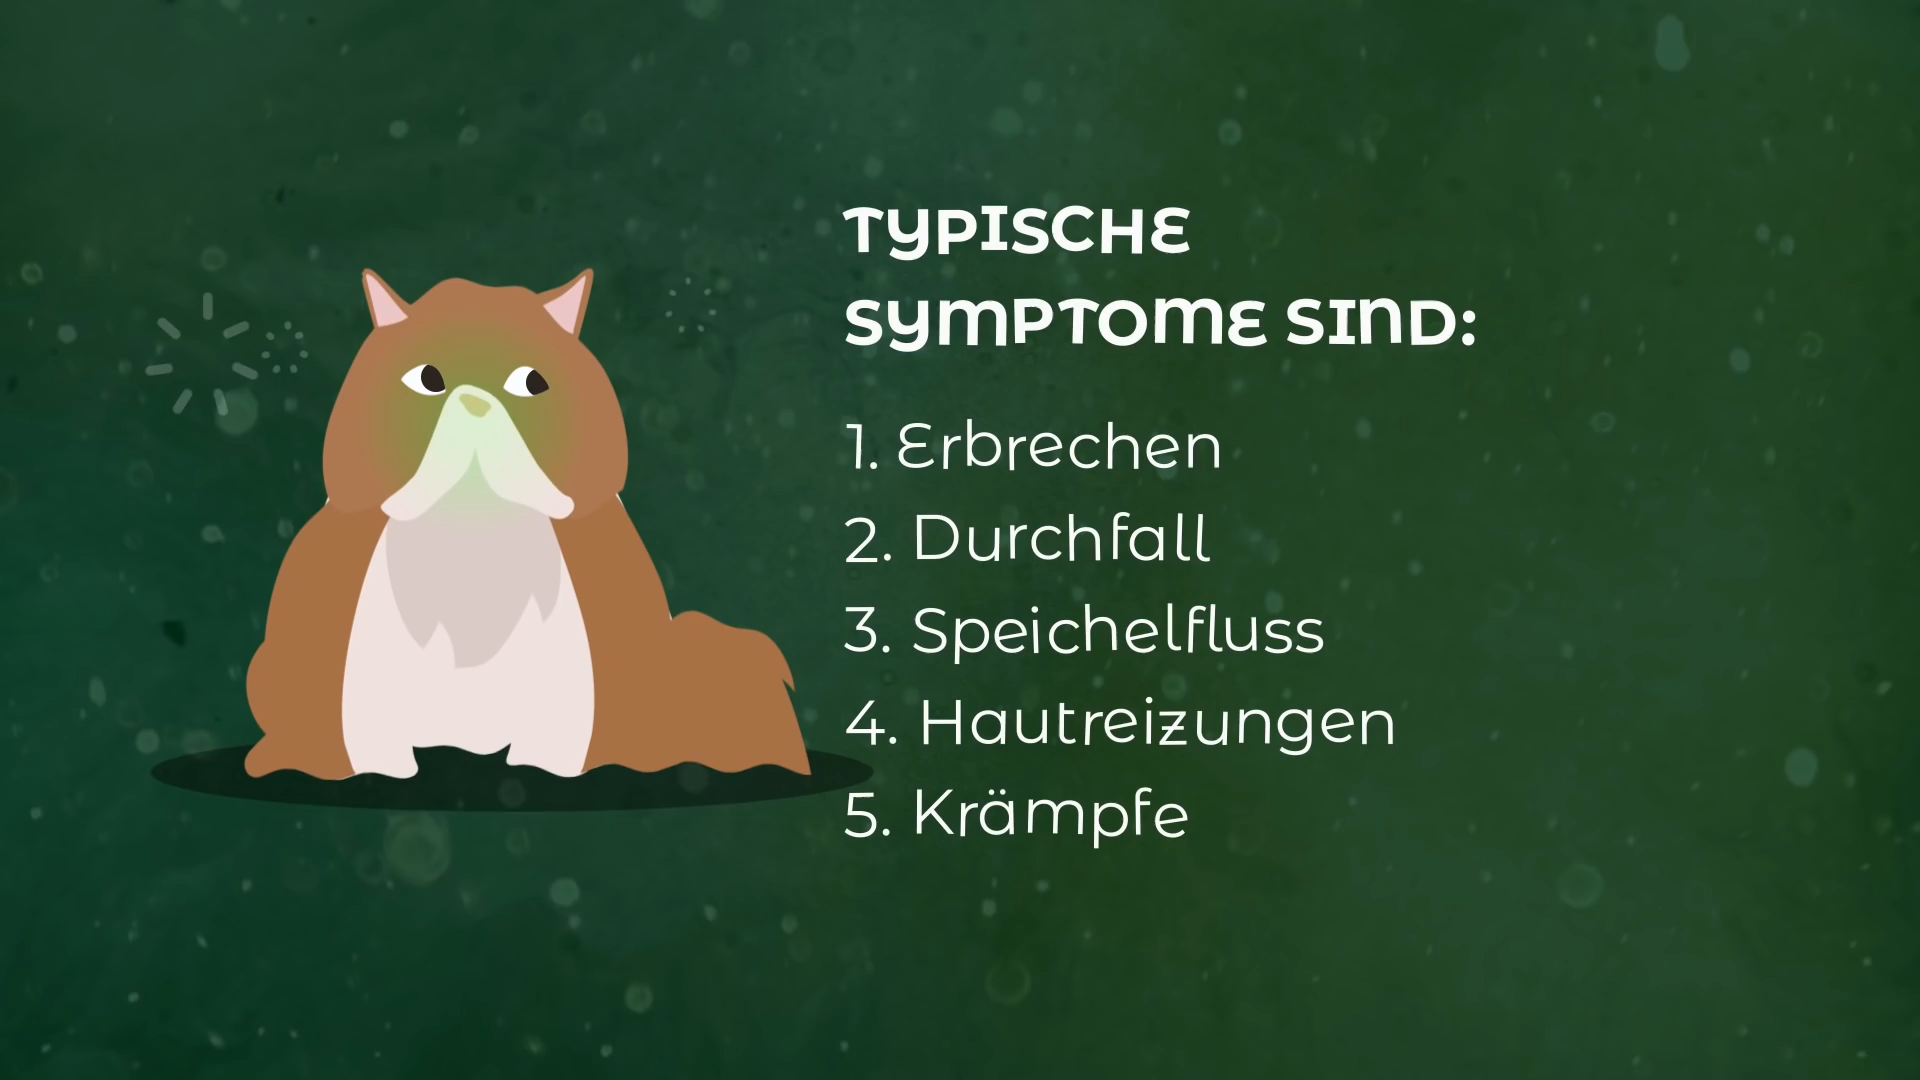 TYPISCHE
SYMPTOME SIND:
1. Erbrechen
2. Durchfall
3. Speichelfluss
4. Hautreizungen
5. Krämpfe